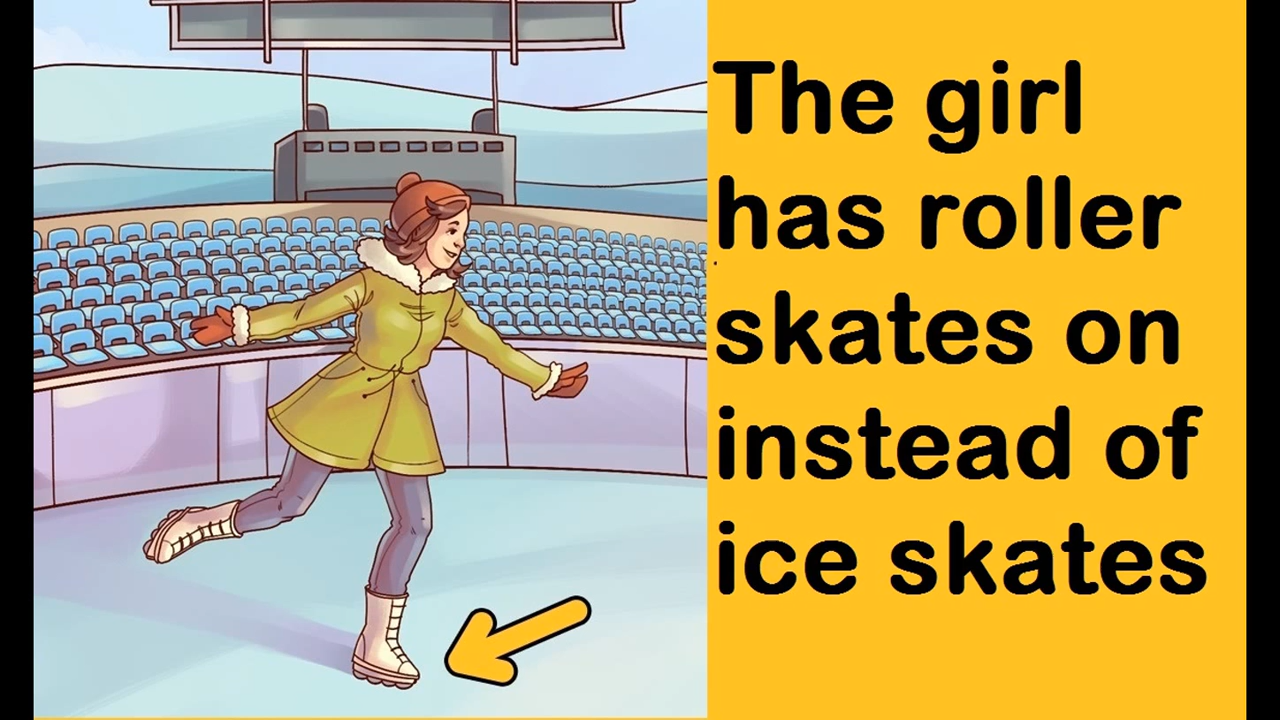 The girl
has roller
skates on
instead of
ice skates